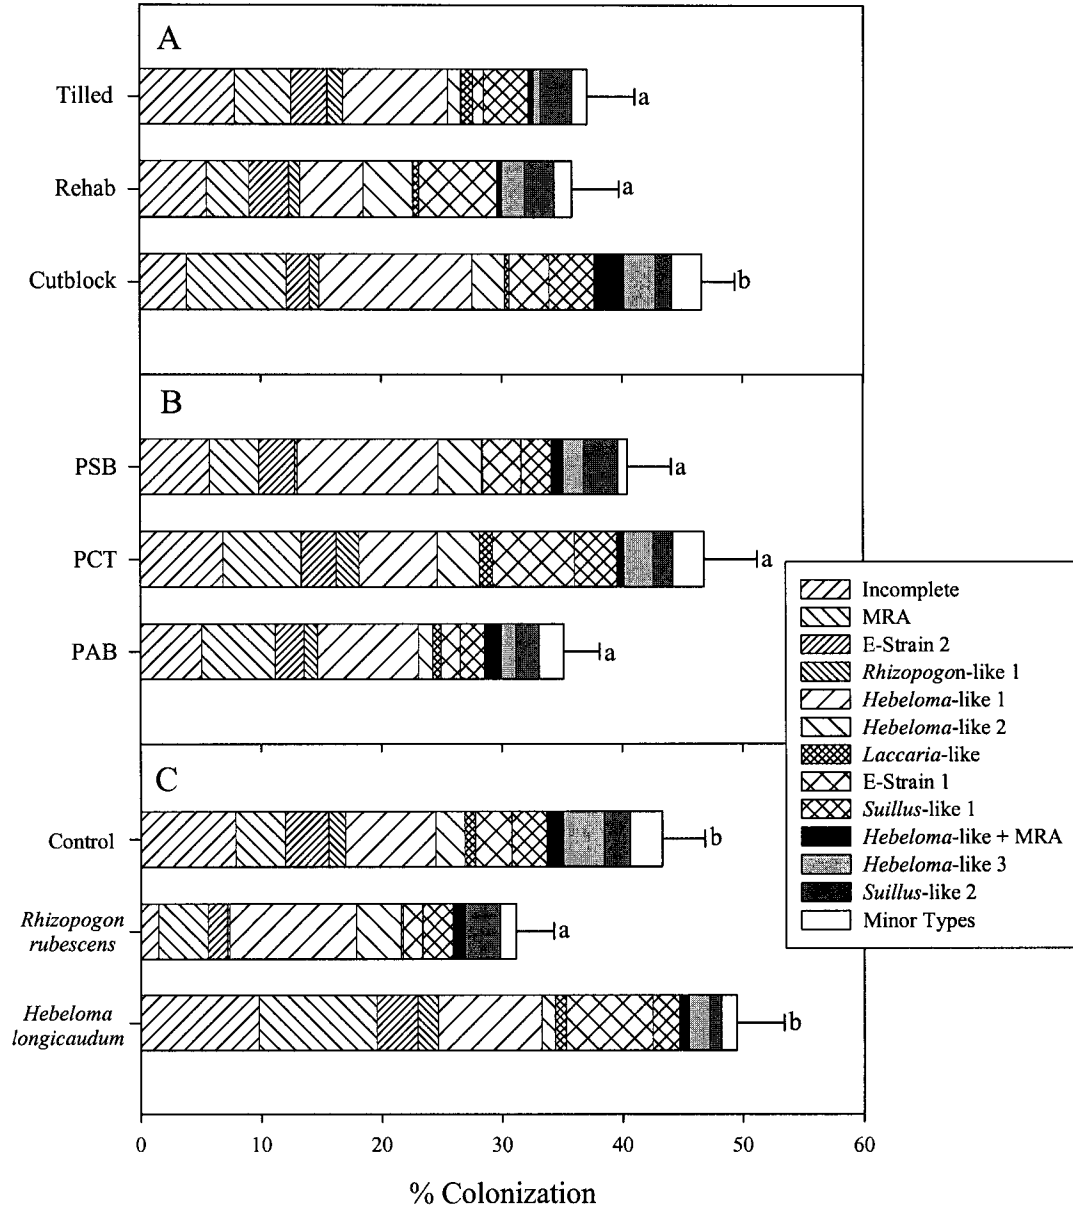 A
Tilled
a
Rehab
a
Cutblock
b
B
PSB
a
PCT
a
PAB
a
C
Control
b
Rhizopogon
rubescens
a
Hebeloma
longicaudum
b
Incomplete
MRA
E-Strain 2
Rhizopogon-like 1
Hebeloma-like 1
Hebeloma-like 2
Laccaria-like
E-Strain 1
Suillus-like 1
Hebeloma-like + MRA
Hebeloma-like 3
Suillus-like 2
Minor Types
0 10 20 30 40 50 60
% Colonization